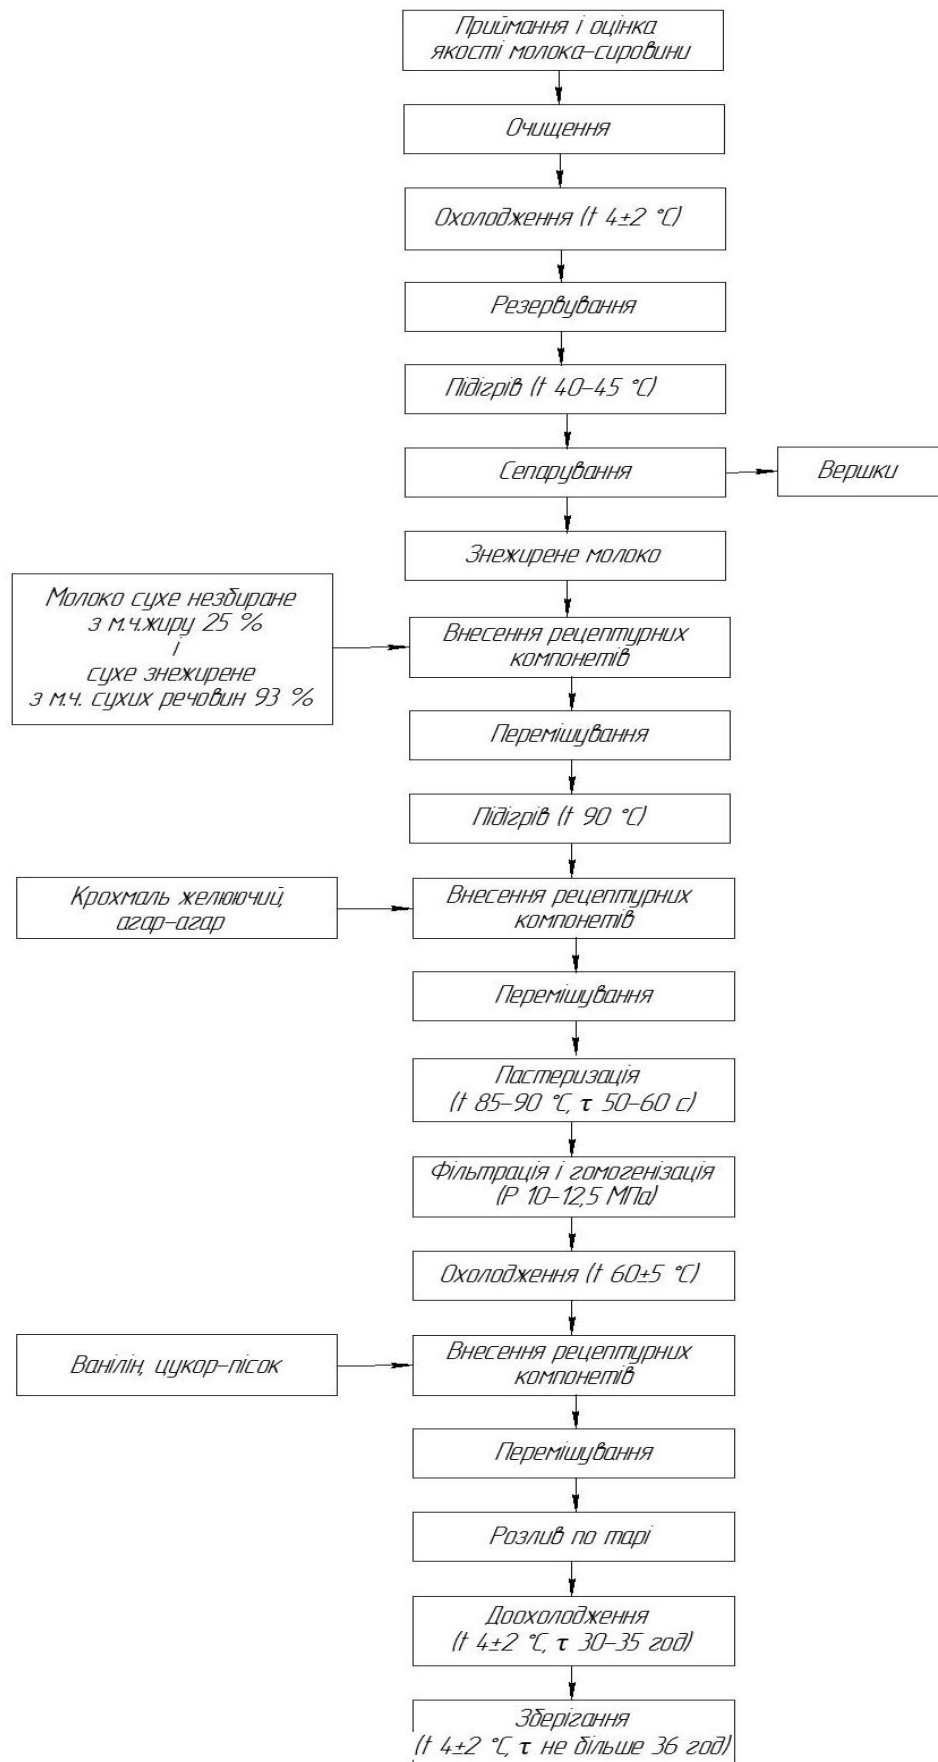 Приймання і оцінка
якості молока-сировини
Очищення
Охолодження (t 4±2 °C)
Резервування
Підігрів (t 40-45 °C)
Сепарування
Вершки
Знежирене молоко
Молоко сухе незбиране
з м.ч.жиру 25 %
і
сухе знежирене
з м.ч. сухих речовин 93 %
Внесення рецептурних
компонетів
Перемішування
Підігрів (t 90 °C)
Крохмаль желюючий,
агар-агар
Внесення рецептурних
компонетів
Перемішування
Пастеризація
(t 85-90 °C, τ 50-60 с)
Фільтрація і гомогенізація
(Р 10-12,5 МПа)
Охолодження (t 60±5 °C)
Ванілін, цукор-пісок
Внесення рецептурних
компонетів
Перемішування
Розлив по тарі
Доохолодження
(t 4±2 °C, τ 30-35 год)
Зберігання
(t 4±2 °C, τ не більше 36 год)